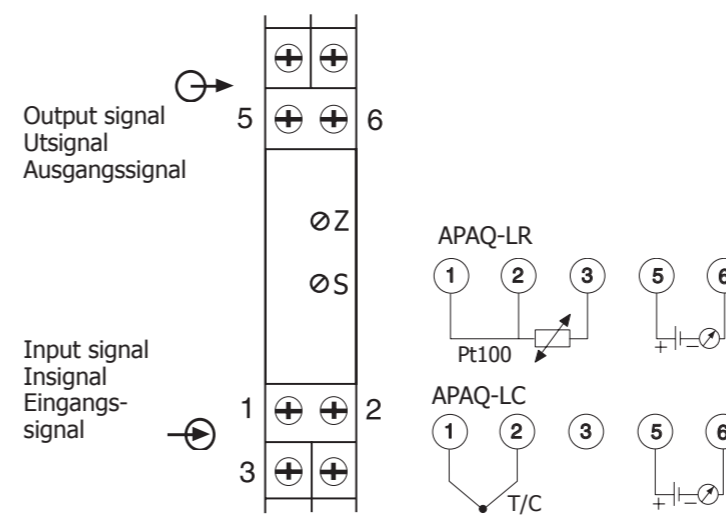 Output signal
Utsignal
Ausgangssignal
5
6
Z
S
Input signal
Insignal
Eingangs-
signal
1
2
3
APAQ-LR
1 2 3 5 6
Pt100
+ −
APAQ-LC
1 2 3 5 6
T/C
+ −